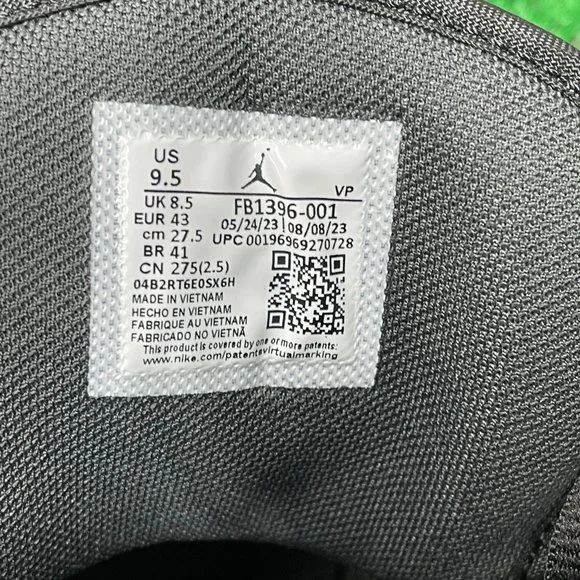 US
9.5
VP
UK 8.5
FB1396-001
EUR 43
05/24/23 | 08/08/23
cm 27.5
UPC 00196969270728
BR 41
CN 275(2.5)
04B2RT6E0SX6H
MADE IN VIETNAM
HECHO EN VIETNAM
FABRIQUE AU VIETNAM
FABRICADO NO VIETNÃ
This product is covered by one or more patents:
www.nike.com/patentsvirtualmarking